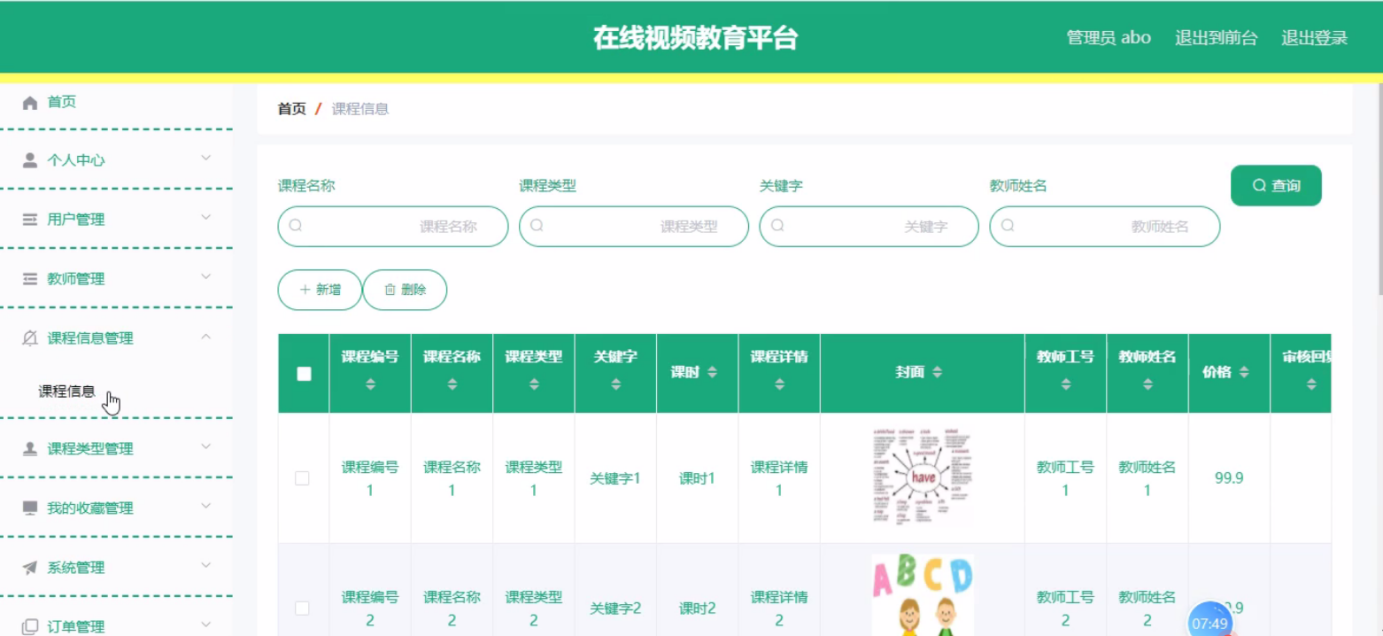 在线视频教育平台
管理员 abo 退出到前台 退出登录
首页
个人中心
用户管理
教师管理
课程信息管理
课程信息
课程类型管理
我的收藏管理
系统管理
订单管理
首页 / 课程信息
课程名称 课程类型 关键字 教师姓名
课程名称 课程类型 关键字 教师姓名 查询
+ 新增 删除
课程编号 课程名称 课程类型 关键字 课时 课程详情 封面 教师工号 教师姓名 价格 审核回
课程编号1 课程名称1 课程类型1 关键字1 课时1 课程详情1 have 教师工号1 教师姓名1 99.9
课程编号2 课程名称2 课程类型2 关键字2 课时2 课程详情2 ABCD 教师工号2 教师姓名2 .9
07:49